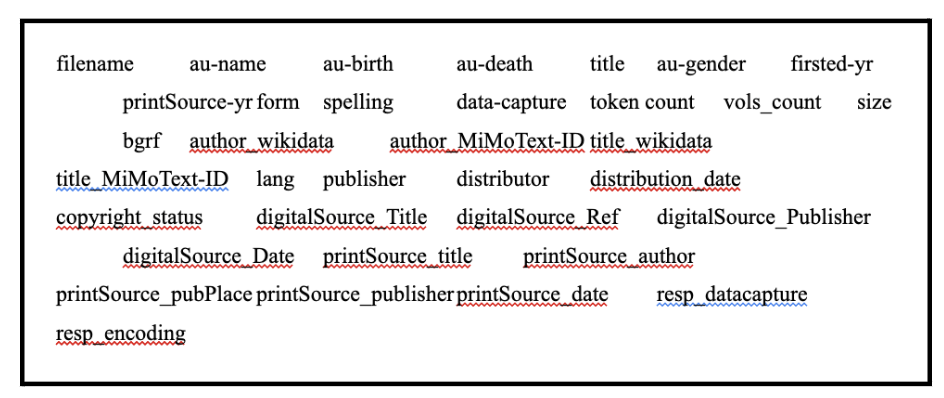 filename au-name au-birth au-death title au-gender firsted-yr
printSource-yr form spelling data-capture token count vols_count size
bgrf author_wikidata author_MiMoText-ID title_wikidata
title_MiMoText-ID lang publisher distributor distribution_date
copyright_status digitalSource_Title digitalSource_Ref digitalSource_Publisher
digitalSource_Date printSource_title printSource_author
printSource_pubPlace printSource_publisher printSource_date resp_datacapture
resp_encoding